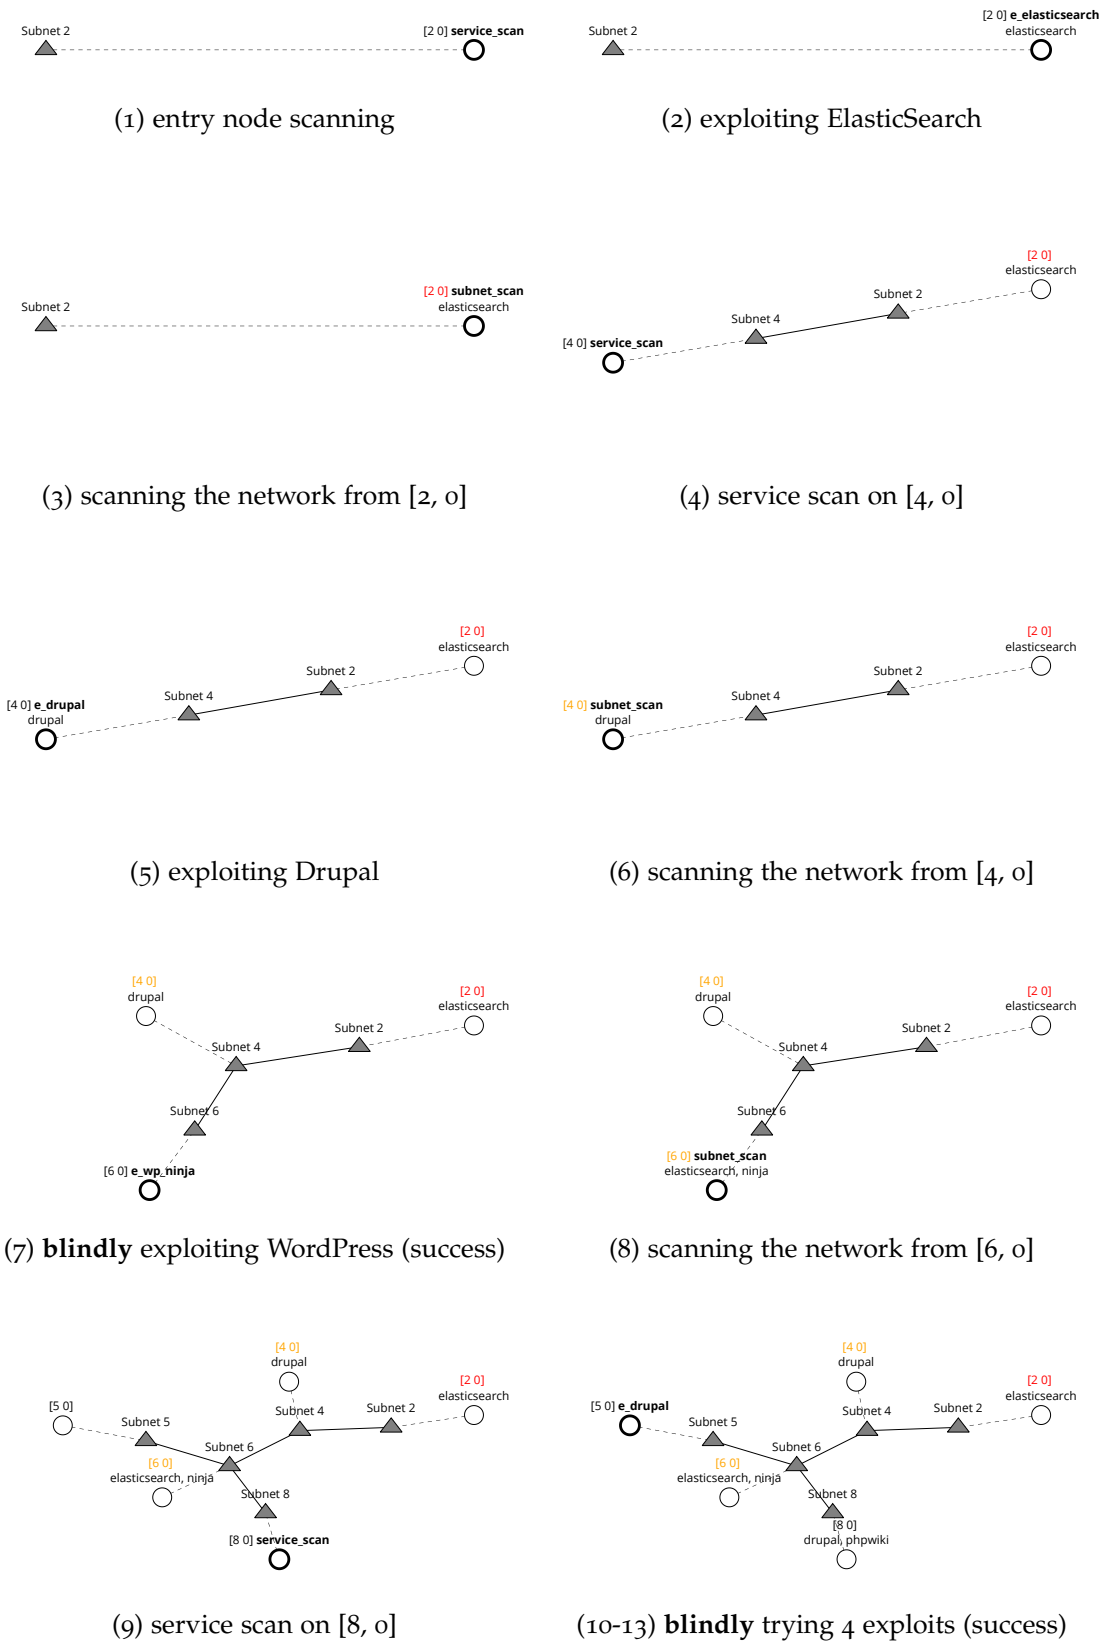 Subnet 2
[2 0] service_scan
(1) entry node scanning
Subnet 2
[2 0] e_elasticsearch
elasticsearch
(2) exploiting ElasticSearch
Subnet 2
[2 0] subnet_scan
elasticsearch
(3) scanning the network from [2, 0]
[2 0]
elasticsearch
Subnet 2
Subnet 4
[4 0] service_scan
(4) service scan on [4, 0]
[2 0]
elasticsearch
Subnet 2
Subnet 4
[4 0] e_drupal
drupal
(5) exploiting Drupal
[2 0]
elasticsearch
Subnet 2
Subnet 4
[4 0] subnet_scan
drupal
(6) scanning the network from [4, 0]
[4 0]
drupal
[2 0]
elasticsearch
Subnet 2
Subnet 4
Subnet 6
[6 0] e_wp_ninja
(7) blindly exploiting WordPress (success)
[4 0]
drupal
[2 0]
elasticsearch
Subnet 2
Subnet 4
Subnet 6
[6 0] subnet_scan
elasticsearch, ninja
(8) scanning the network from [6, 0]
[4 0]
drupal
[2 0]
elasticsearch
[5 0]
Subnet 5
Subnet 4
Subnet 2
Subnet 6
[6 0]
elasticsearch, ninja
Subnet 8
[8 0] service_scan
(9) service scan on [8, 0]
[4 0]
drupal
[2 0]
elasticsearch
[5 0] e_drupal
Subnet 5
Subnet 4
Subnet 2
Subnet 6
[6 0]
elasticsearch, ninja
Subnet 8
[8 0]
drupal, phpwiki
(10-13) blindly trying 4 exploits (success)